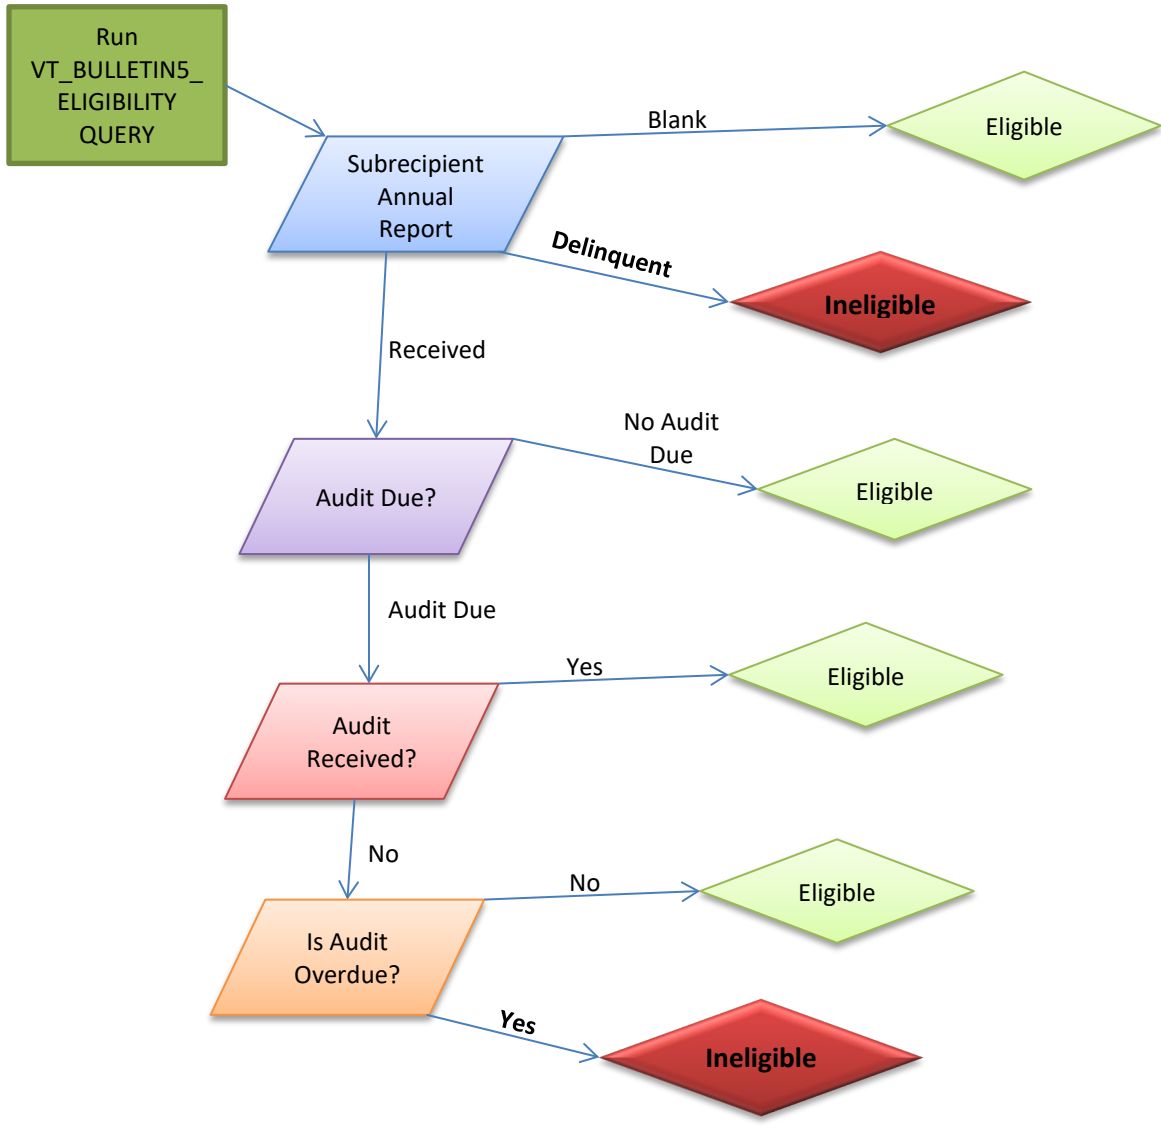 Run
VT_BULLETIN5_
ELIGIBILITY
QUERY
Blank
Eligible
Subrecipient
Annual
Report
Delinquent
Ineligible
Received
No Audit
Due
Audit Due?
Eligible
Audit Due
Yes
Eligible
Audit
Received?
No
No
Eligible
Is Audit
Overdue?
Yes
Ineligible